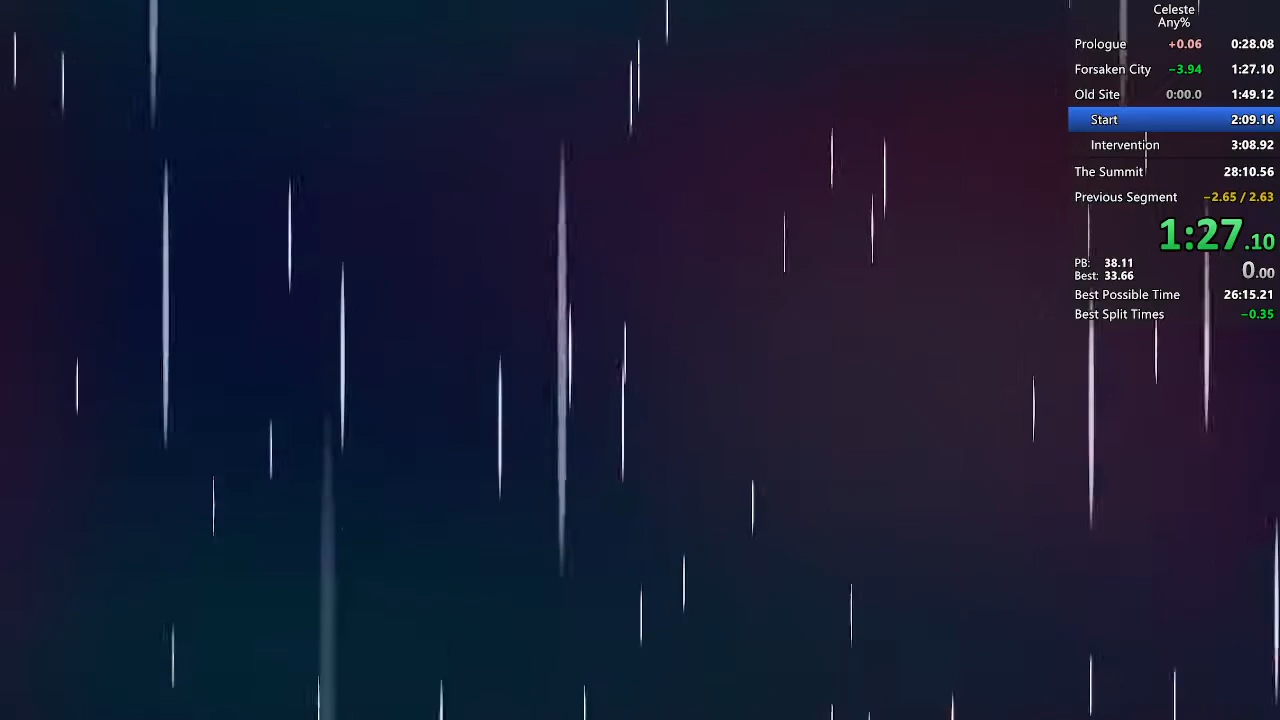 Celeste
Any%
Prologue +0.06 0:28.08
Forsaken City −3.94 1:27.10
Old Site 0:00.0 1:49.12
Start 2:09.16
Intervention 3:08.92
The Summit 28:10.56
Previous Segment −2.65 / 2.63
1:27.10
PB: 38.11
Best: 33.66
0.00
Best Possible Time 26:15.21
Best Split Times −0.35